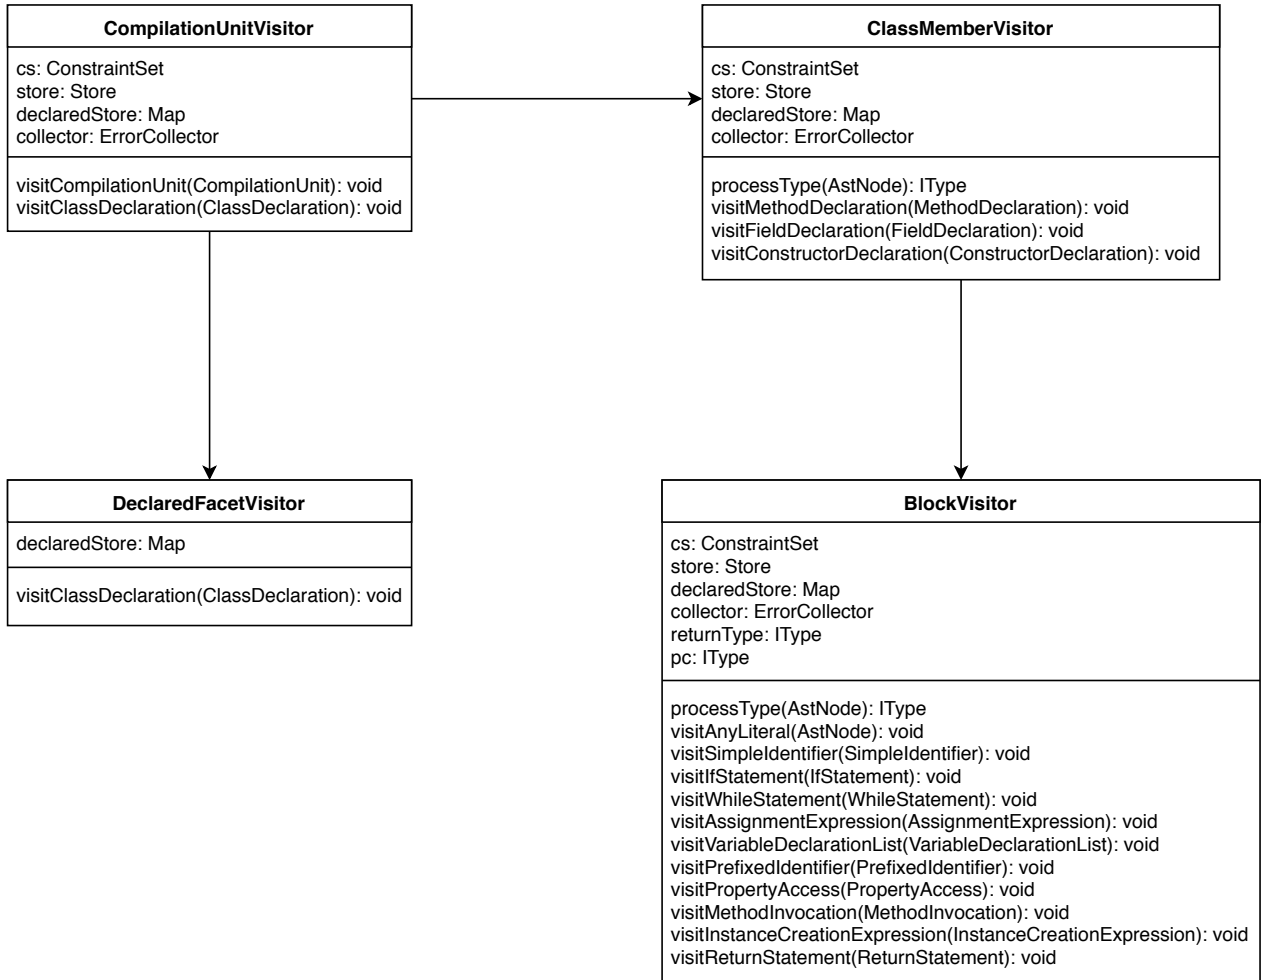 CompilationUnitVisitor
cs: ConstraintSet
store: Store
declaredStore: Map
collector: ErrorCollector
visitCompilationUnit(CompilationUnit): void
visitClassDeclaration(ClassDeclaration): void
ClassMemberVisitor
cs: ConstraintSet
store: Store
declaredStore: Map
collector: ErrorCollector
processType(AstNode): IType
visitMethodDeclaration(MethodDeclaration): void
visitFieldDeclaration(FieldDeclaration): void
visitConstructorDeclaration(ConstructorDeclaration): void
DeclaredFacetVisitor
declaredStore: Map
visitClassDeclaration(ClassDeclaration): void
BlockVisitor
cs: ConstraintSet
store: Store
declaredStore: Map
collector: ErrorCollector
returnType: IType
pc: IType
processType(AstNode): IType
visitAnyLiteral(AstNode): void
visitSimpleIdentifier(SimpleIdentifier): void
visitIfStatement(IfStatement): void
visitWhileStatement(WhileStatement): void
visitAssignmentExpression(AssignmentExpression): void
visitVariableDeclarationList(VariableDeclarationList): void
visitPrefixedIdentifier(PrefixedIdentifier): void
visitPropertyAccess(PropertyAccess): void
visitMethodInvocation(MethodInvocation): void
visitInstanceCreationExpression(InstanceCreationExpression): void
visitReturnStatement(ReturnStatement): void